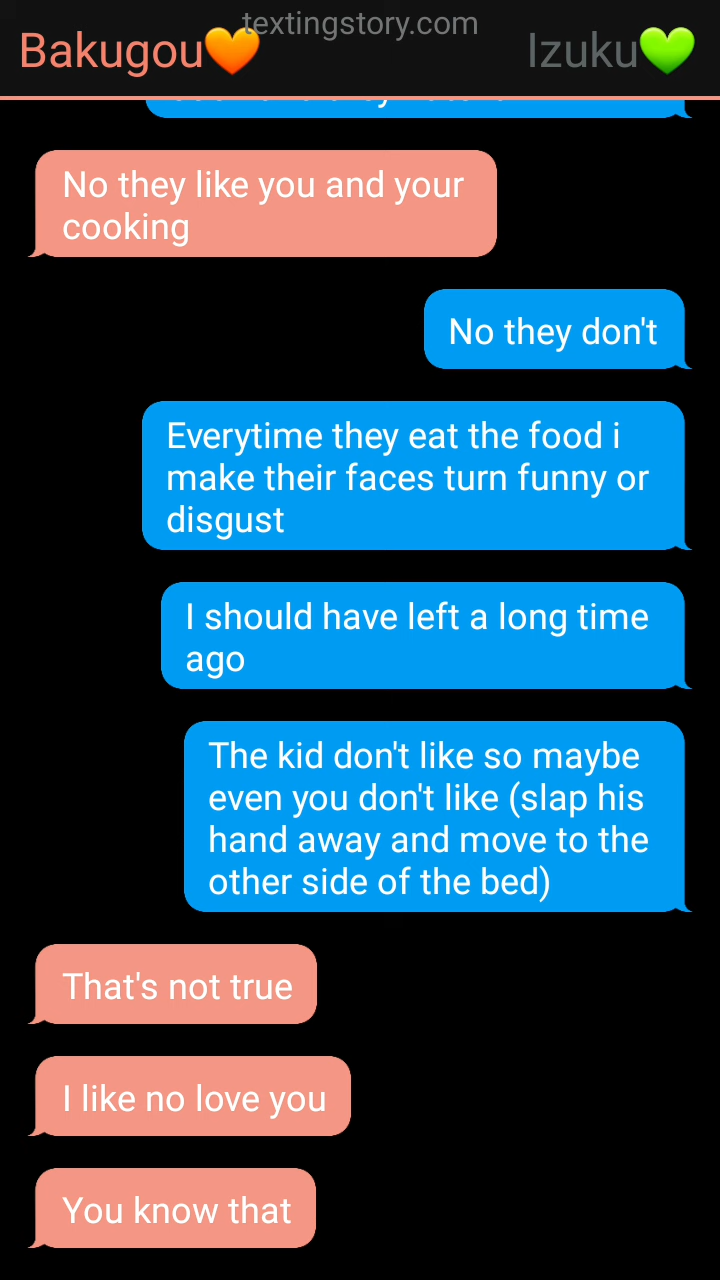 textingstory.com
Bakugou🧡 Izuku💚
No they like you and your
cooking
No they don't
Everytime they eat the food i
make their faces turn funny or
disgust
I should have left a long time
ago
The kid don't like so maybe
even you don't like (slap his
hand away and move to the
other side of the bed)
That's not true
I like no love you
You know that